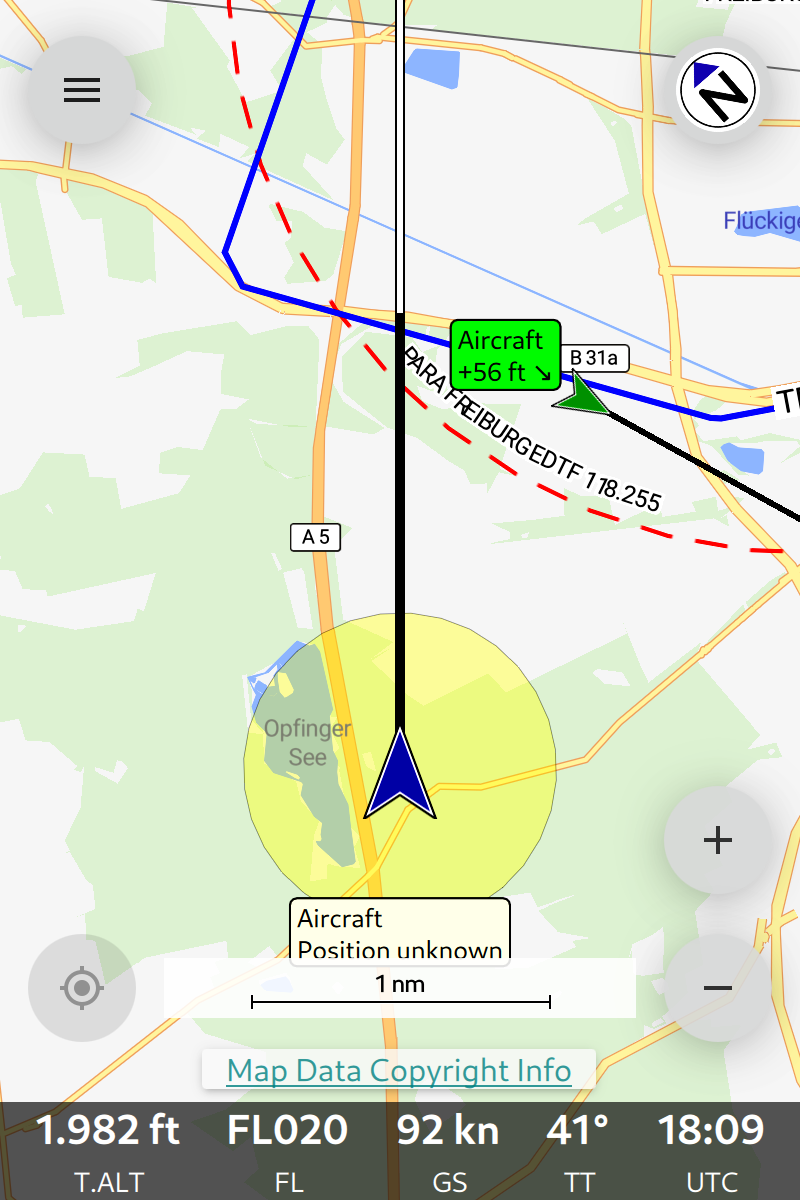 N
Flückige
Aircraft
+56 ft ↘
B 31a
PARA FREIBURGEDTF 118.255
A 5
Opfinger
See
Aircraft
Position unknown
1 nm
Map Data Copyright Info
1.982 ft FL020 92 kn 41° 18:09
T.ALT FL GS TT UTC